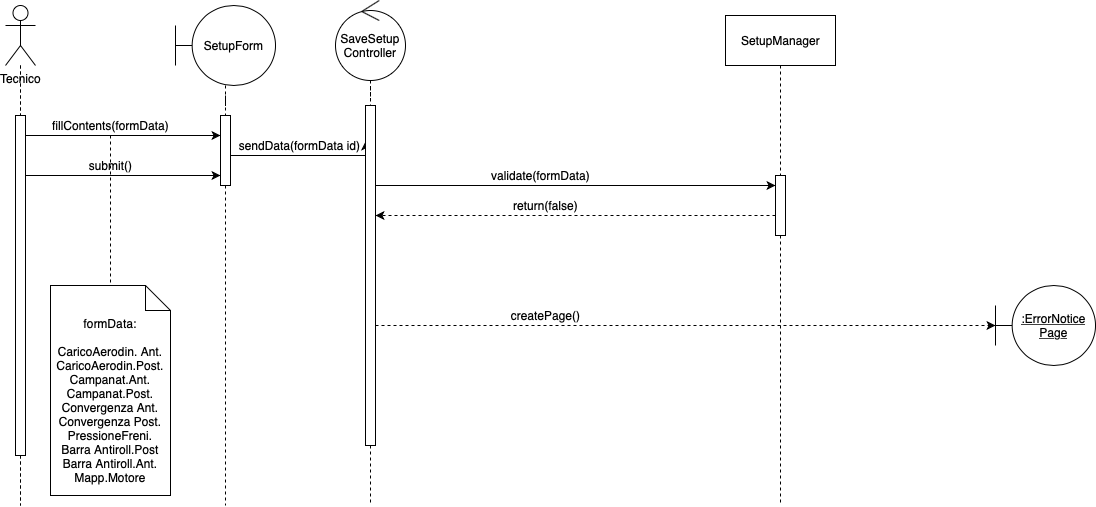 Tecnico
SetupForm
SaveSetup
Controller
SetupManager
fillContents(formData)
sendData(formData id)
submit()
validate(formData)
return(false)
createPage()
:ErrorNotice
Page
formData:
CaricoAerodin. Ant.
CaricoAerodin.Post.
Campanat.Ant.
Campanat.Post.
Convergenza Ant.
Convergenza Post.
PressioneFreni.
Barra Antiroll.Post
Barra Antiroll.Ant.
Mapp.Motore